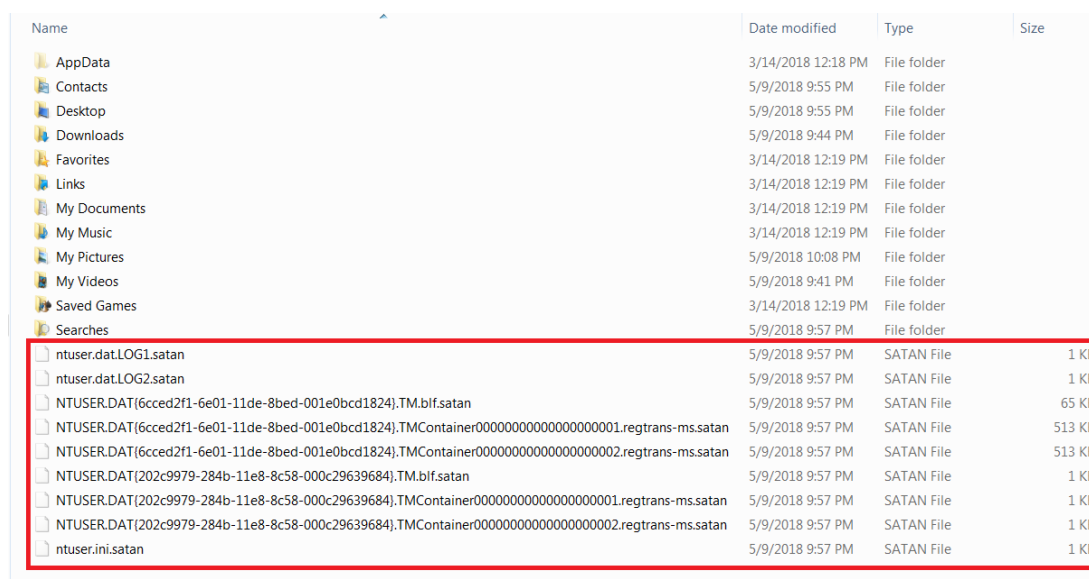 Name Date modified Type Size
AppData 3/14/2018 12:18 PM File folder
Contacts 5/9/2018 9:55 PM File folder
Desktop 5/9/2018 9:55 PM File folder
Downloads 5/9/2018 9:44 PM File folder
Favorites 3/14/2018 12:19 PM File folder
Links 3/14/2018 12:19 PM File folder
My Documents 3/14/2018 12:19 PM File folder
My Music 3/14/2018 12:19 PM File folder
My Pictures 5/9/2018 10:08 PM File folder
My Videos 5/9/2018 9:41 PM File folder
Saved Games 3/14/2018 12:19 PM File folder
Searches 5/9/2018 9:57 PM File folder
ntuser.dat.LOG1.satan 5/9/2018 9:57 PM SATAN File 1 K
ntuser.dat.LOG2.satan 5/9/2018 9:57 PM SATAN File 1 K
NTUSER.DAT{6cced2f1-6e01-11de-8bed-001e0bcd1824}.TM.blf.satan 5/9/2018 9:57 PM SATAN File 65 K
NTUSER.DAT{6cced2f1-6e01-11de-8bed-001e0bcd1824}.TMContainer00000000000000000001.regtrans-ms.satan 5/9/2018 9:57 PM SATAN File 513 K
NTUSER.DAT{6cced2f1-6e01-11de-8bed-001e0bcd1824}.TMContainer00000000000000000002.regtrans-ms.satan 5/9/2018 9:57 PM SATAN File 513 K
NTUSER.DAT{202c9979-284b-11e8-8c58-000c29639684}.TM.blf.satan 5/9/2018 9:57 PM SATAN File 1 K
NTUSER.DAT{202c9979-284b-11e8-8c58-000c29639684}.TMContainer00000000000000000001.regtrans-ms.satan 5/9/2018 9:57 PM SATAN File 1 K
NTUSER.DAT{202c9979-284b-11e8-8c58-000c29639684}.TMContainer00000000000000000002.regtrans-ms.satan 5/9/2018 9:57 PM SATAN File 1 K
ntuser.ini.satan 5/9/2018 9:57 PM SATAN File 1 K